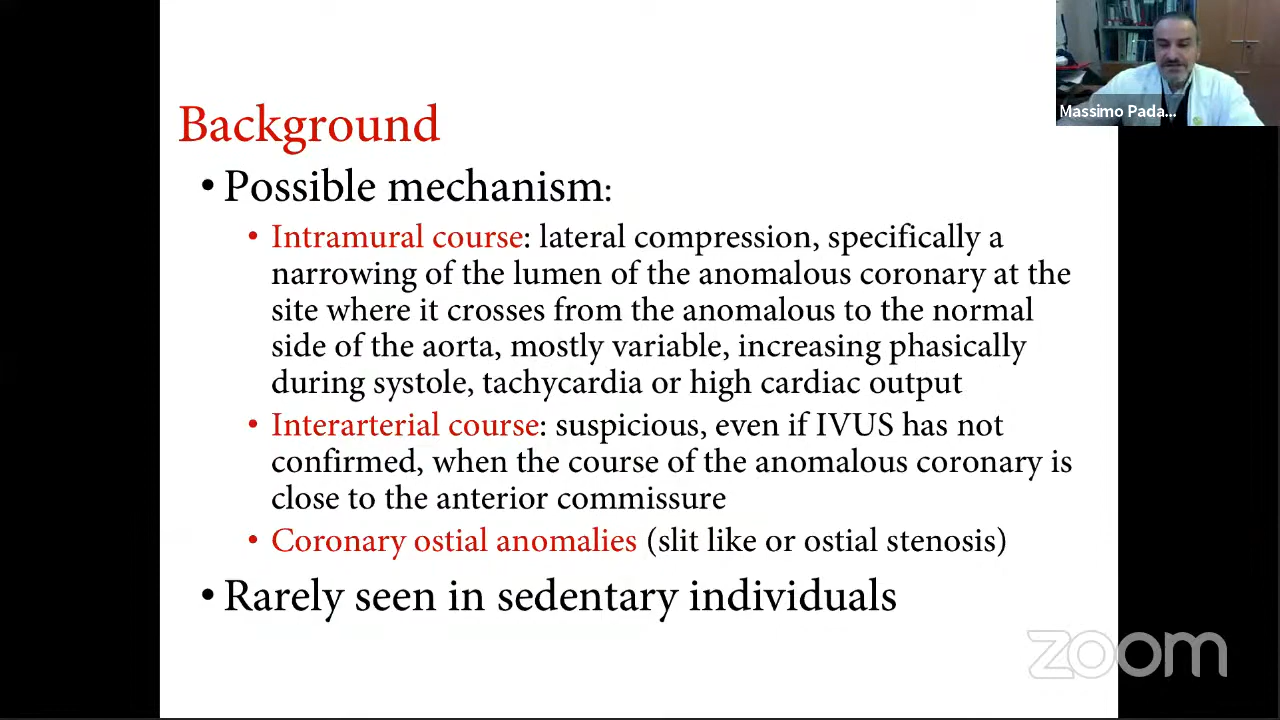 Background
• Possible mechanism:
• Intramural course: lateral compression, specifically a
narrowing of the lumen of the anomalous coronary at the
site where it crosses from the anomalous to the normal
side of the aorta, mostly variable, increasing phasically
during systole, tachycardia or high cardiac output
• Interarterial course: suspicious, even if IVUS has not
confirmed, when the course of the anomalous coronary is
close to the anterior commissure
• Coronary ostial anomalies (slit like or ostial stenosis)
• Rarely seen in sedentary individuals
Massimo Pada...
zoom